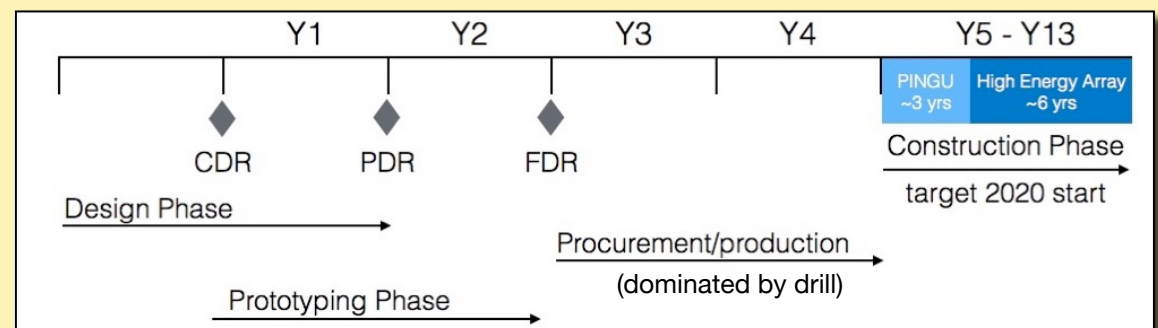 Y1 Y2 Y3 Y4 Y5 - Y13
PINGU High Energy Array
~3 yrs ~6 yrs
CDR PDR FDR
Construction Phase
target 2020 start
Design Phase
Procurement/production
(dominated by drill)
Prototyping Phase